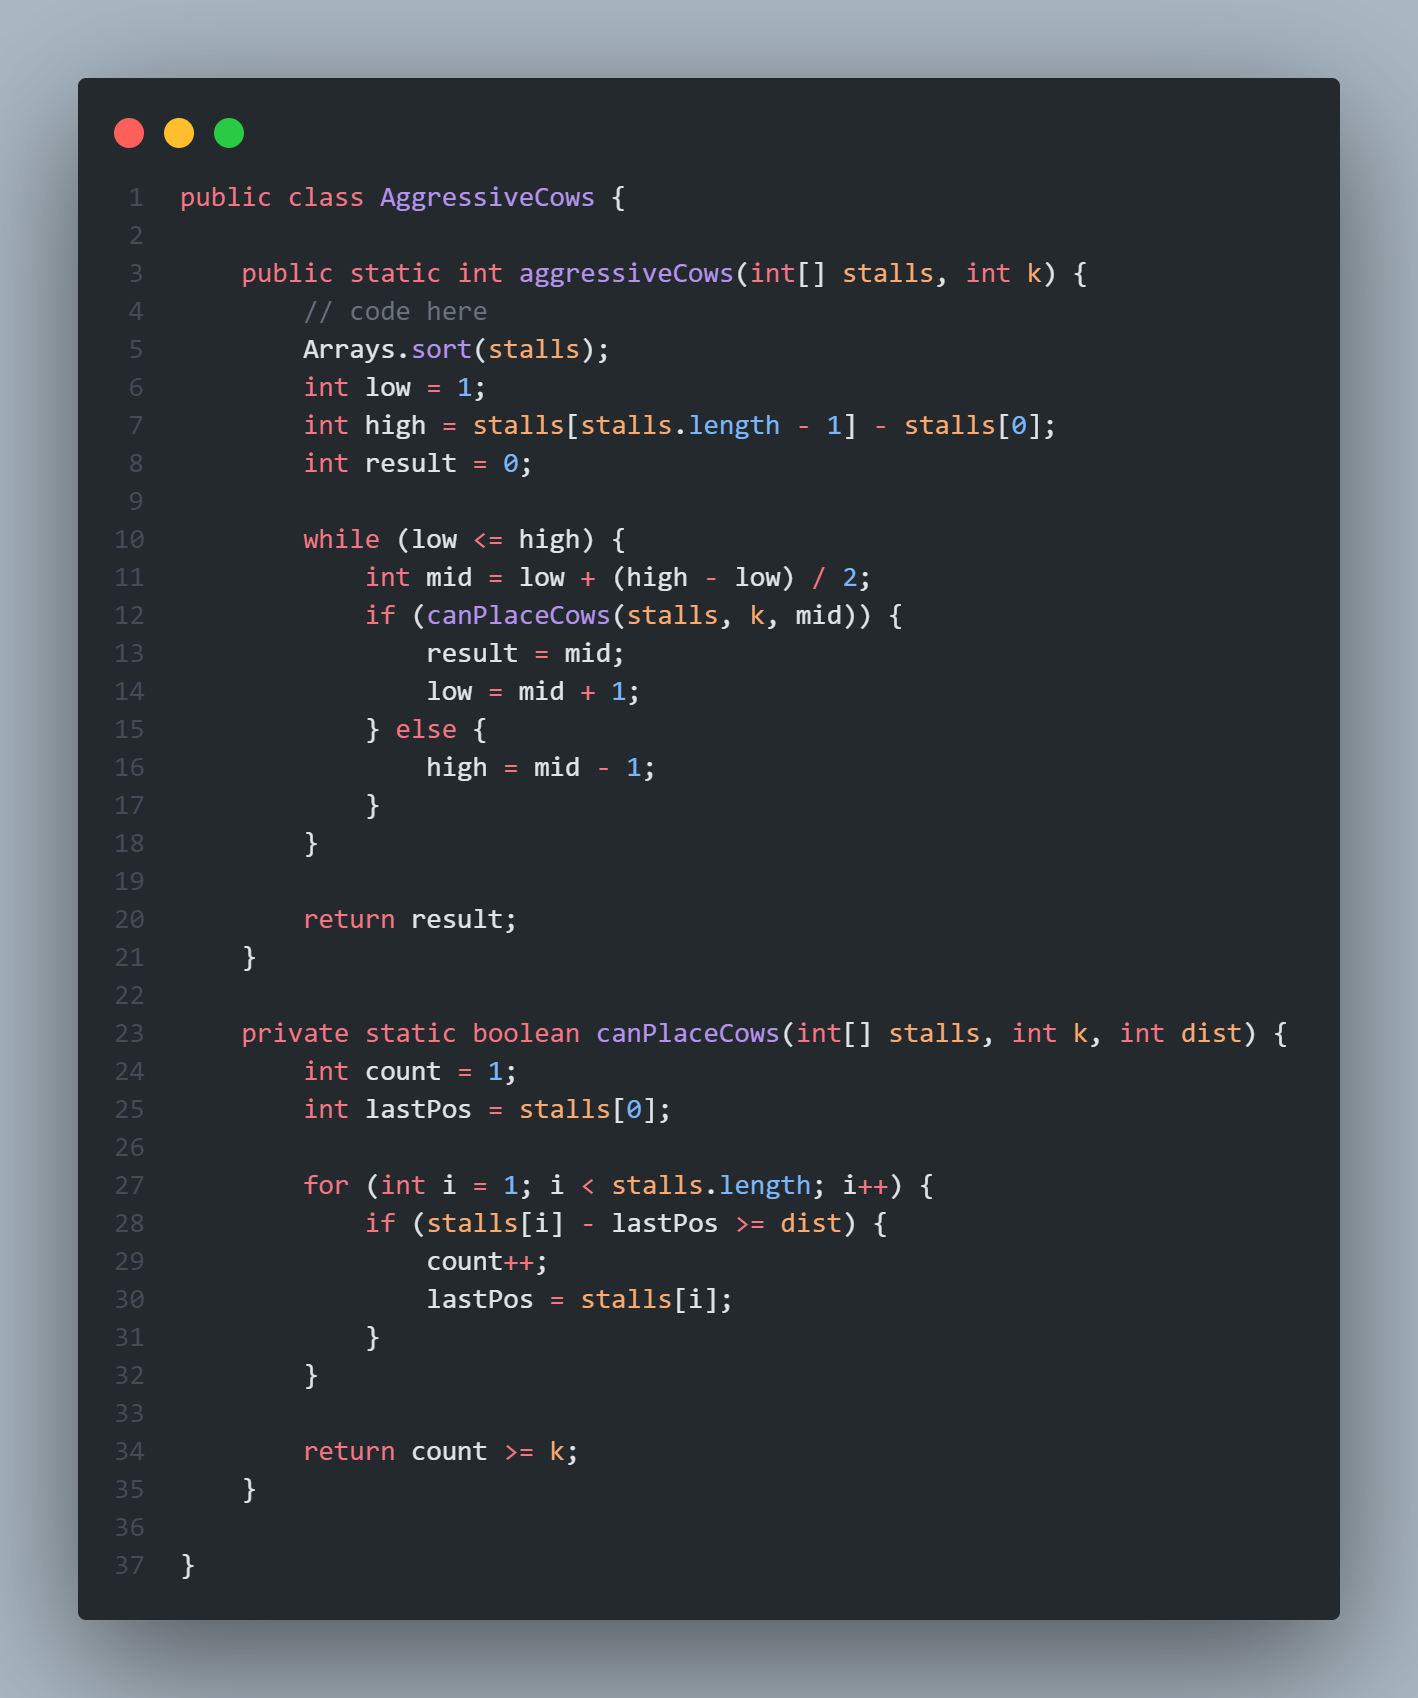 1 public class AggressiveCows {
2
3     public static int aggressiveCows(int[] stalls, int k) {
4         // code here
5         Arrays.sort(stalls);
6         int low = 1;
7         int high = stalls[stalls.length - 1] - stalls[0];
8         int result = 0;
9
10         while (low <= high) {
11             int mid = low + (high - low) / 2;
12             if (canPlaceCows(stalls, k, mid)) {
13                 result = mid;
14                 low = mid + 1;
15             } else {
16                 high = mid - 1;
17             }
18         }
19
20         return result;
21     }
22
23     private static boolean canPlaceCows(int[] stalls, int k, int dist) {
24         int count = 1;
25         int lastPos = stalls[0];
26
27         for (int i = 1; i < stalls.length; i++) {
28             if (stalls[i] - lastPos >= dist) {
29                 count++;
30                 lastPos = stalls[i];
31             }
32         }
33
34         return count >= k;
35     }
36
37 }